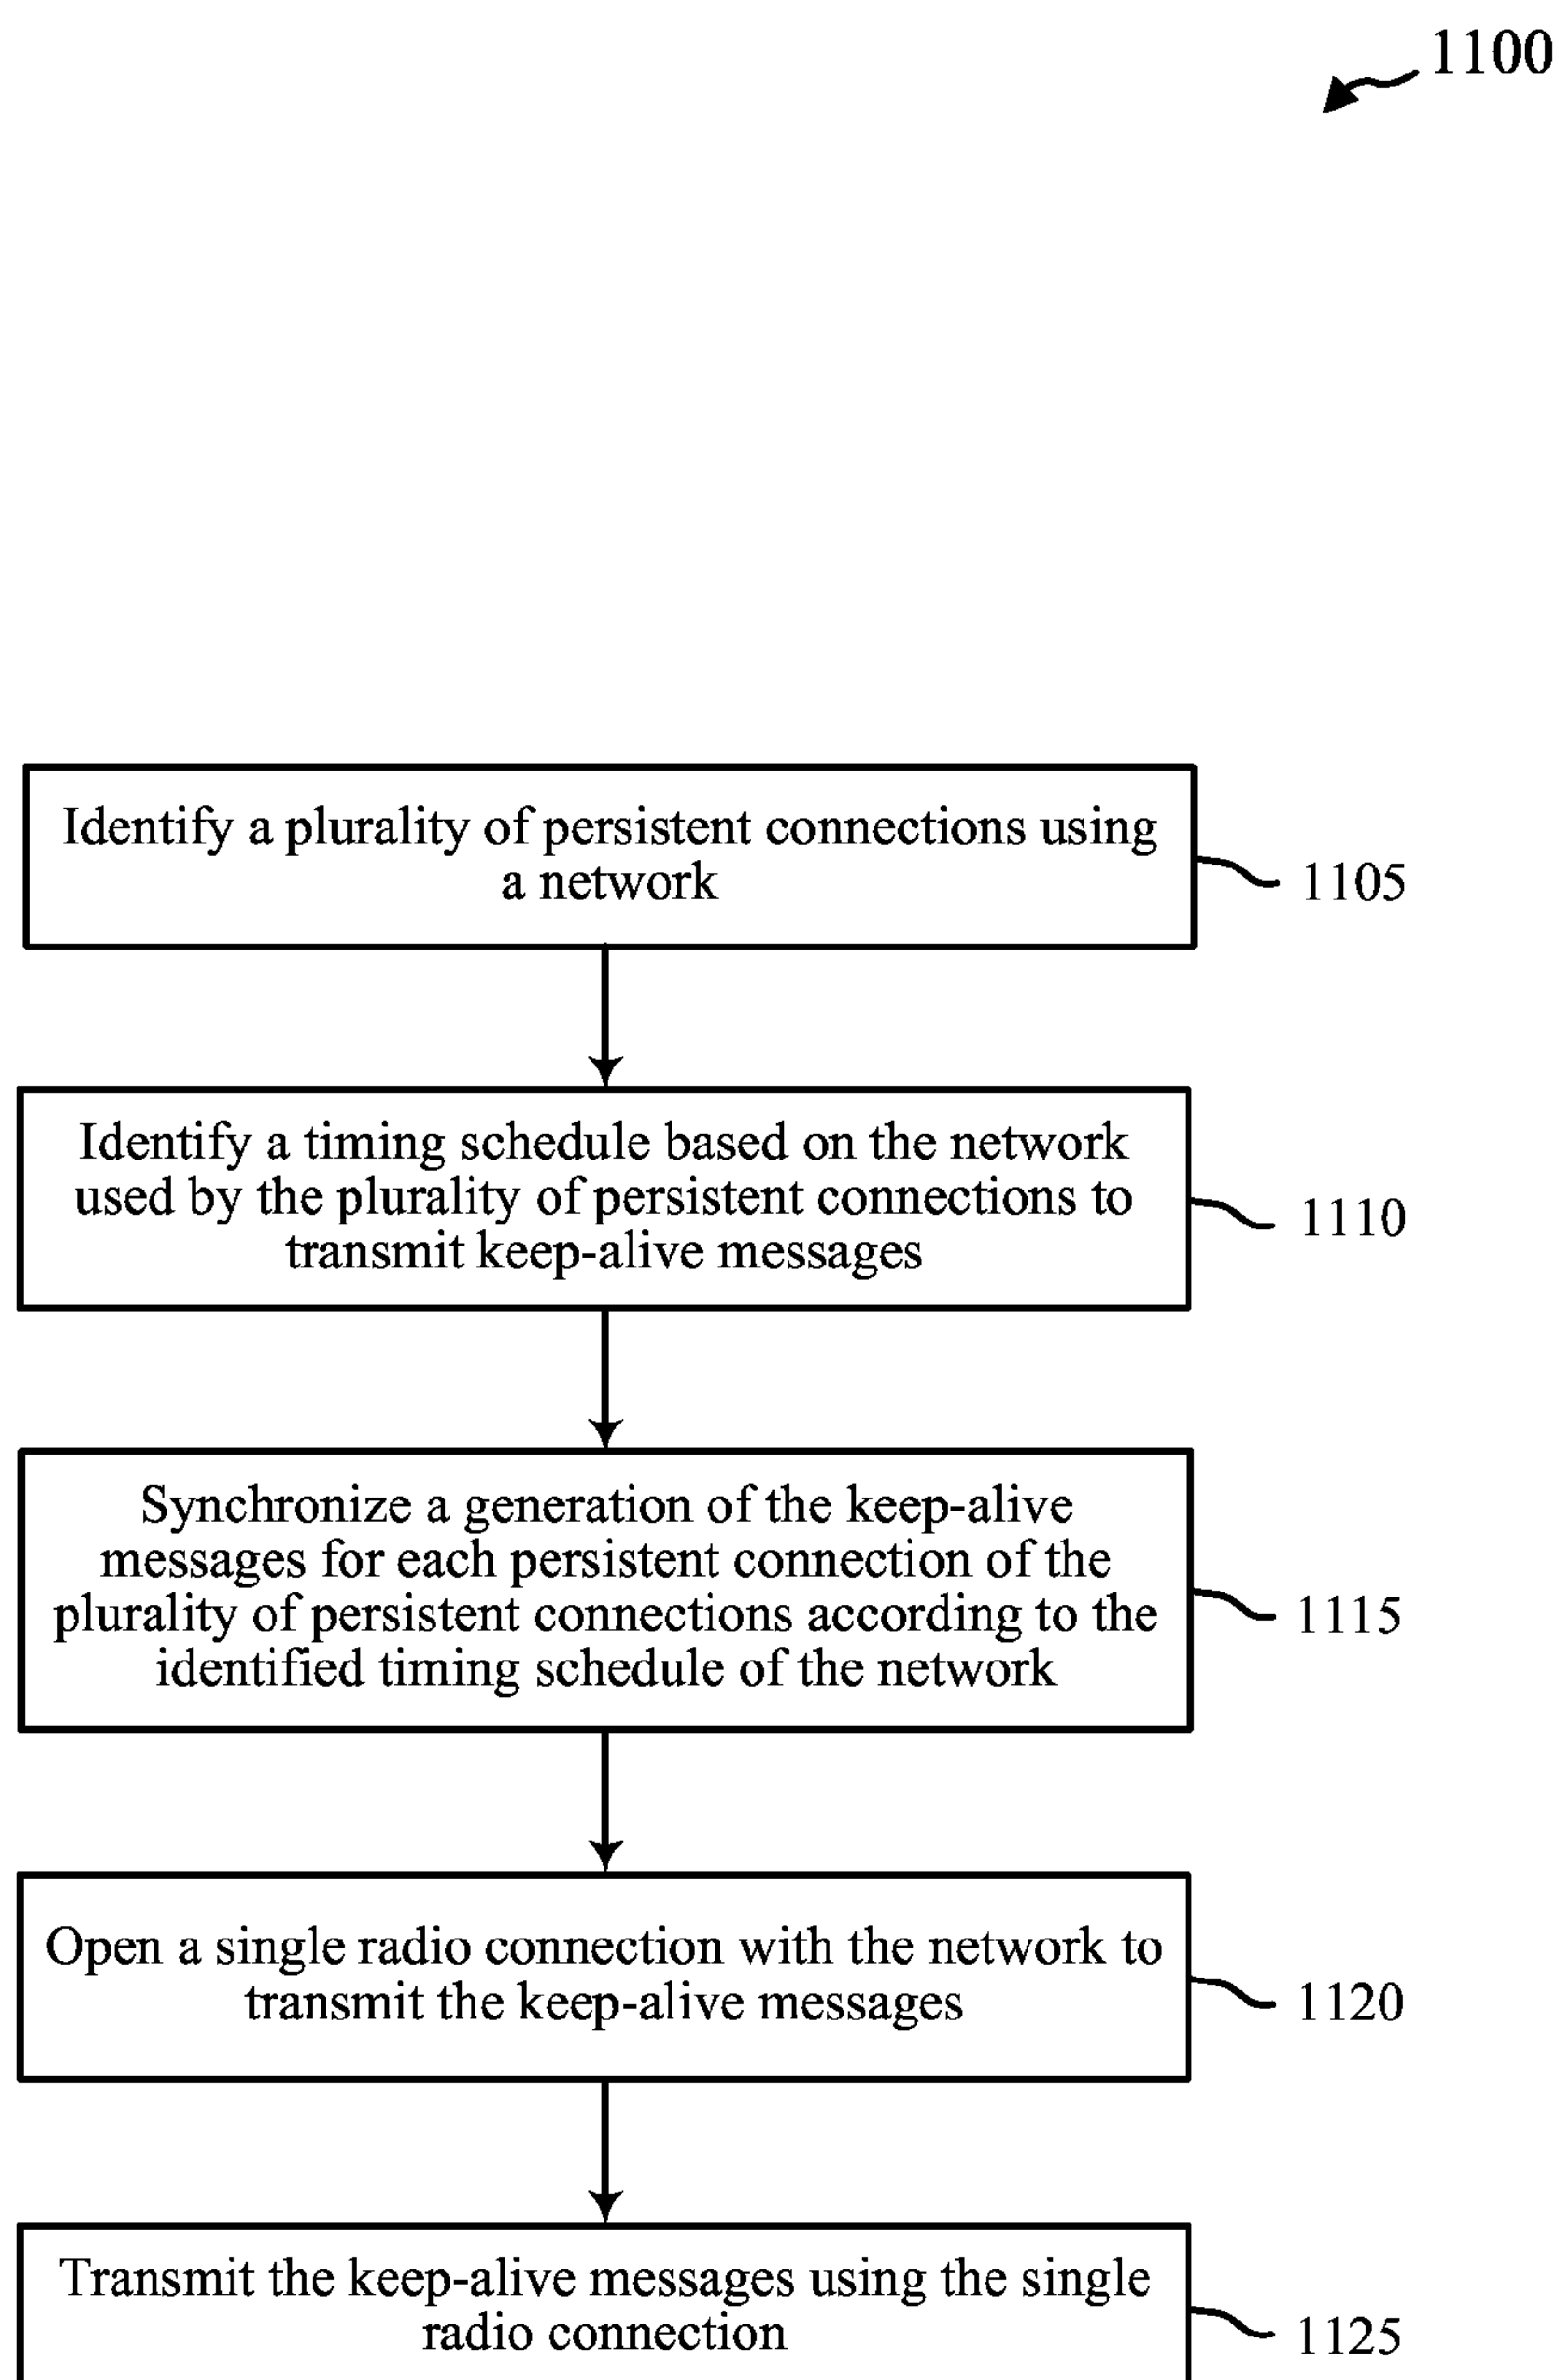 1100
Identify a plurality of persistent connections using
a network
1105
Identify a timing schedule based on the network
used by the plurality of persistent connections to
transmit keep-alive messages
1110
Synchronize a generation of the keep-alive
messages for each persistent connection of the
plurality of persistent connections according to the
identified timing schedule of the network
1115
Open a single radio connection with the network to
transmit the keep-alive messages
1120
Transmit the keep-alive messages using the single
radio connection
1125